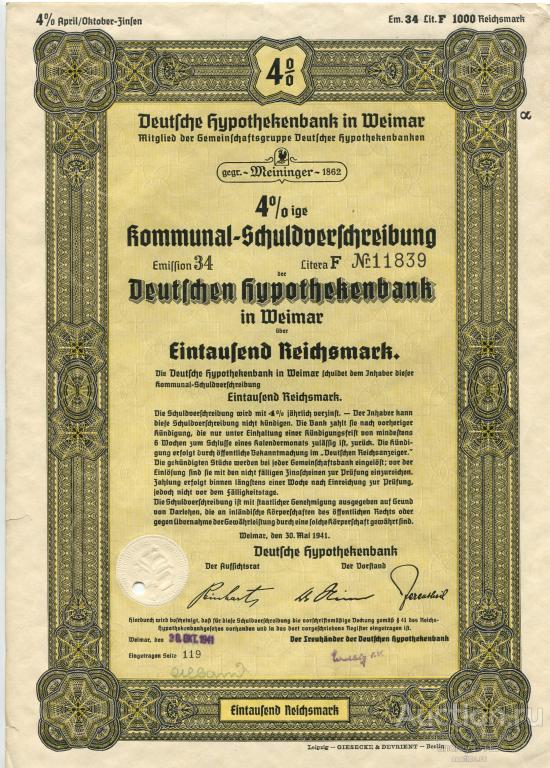 4% April/Oktober-Zinsen
Em. 34 Lit. F 1000 Reichsmark
4%
α
Deutsche Hypothekenbank in Weimar
Mitglied der Gemeinschaftsgruppe Deutscher Hypothekenbanken
gegr. - Meininger - 1862
4% ige
Kommunal-Schuldverschreibung
Emission 34 Litera F № 11839
der
Deutschen Hypothekenbank
in Weimar
über
Eintausend Reichsmark.
Die Deutsche Hypothekenbank in Weimar schuldet dem Inhaber dieser
Kommunal-Schuldverschreibung
Eintausend Reichsmark.
Die Schuldverschreibung wird mit 4% jährlich verzinst. — Der Inhaber kann
diese Schuldverschreibung nicht kündigen. Die Bank zahlt sie nach vorheriger
Kündigung, die nur unter Einhaltung einer Kündigungsfrist von mindestens
6 Wochen zum Schlusse eines Kalendermonats zulässig ist, zurück. Die Kündi-
gung erfolgt durch öffentliche Bekanntmachung im „Deutschen Reichsanzeiger."
Die gekündigten Stücke werden bei jeder Gemeinschaftsbank eingelöst; vor der
Einlösung sind sie mit den nicht fälligen Zinsscheinen zur Prüfung einzureichen.
Zahlung erfolgt binnen längstens einer Woche nach Einreichung zur Prüfung,
jedoch nicht vor dem Fälligkeitstage.
Die Schuldverschreibung ist mit staatlicher Genehmigung ausgegeben auf Grund
von Darlehen, die an inländische Körperschaften des öffentlichen Rechts oder
gegen Übernahme der Gewährleistung durch eine solche Körperschaft gewährt sind.
Weimar, den 30. Mai 1941.
Deutsche Hypothekenbank
Der Aufsichtsrat Der Vorstand
Hierdurch wird bescheinigt, daß für diese Schuldverschreibung die vorschriftsmäßige Deckung gemäß § 41 des Reichs-
Hypothekenbankgesetzes vorhanden und in das dort vorgeschriebene Register eingetragen ist.
Weimar, den 30. OKT. 1941 Der Treuhänder der Deutschen Hypothekenbank
Eingetragen Seite 119
Eintausend Reichsmark
Leipzig — GIESECKE & DEVRIENT — Berlin
Auction.ru